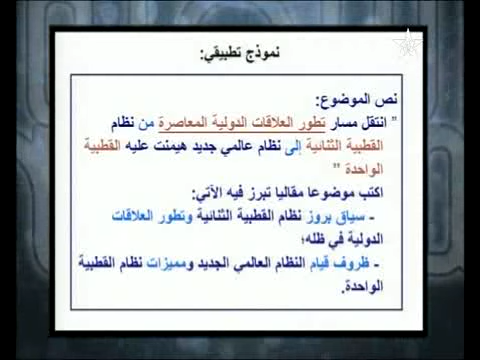 نموذج تطبيقي:
نص الموضوع:
" انتقل مسار تطور العلاقات الدولية المعاصرة من نظام
القطبية الثنائية إلى نظام عالمي جديد هيمنت عليه القطبية
الواحدة "
اكتب موضوعا مقاليا تبرز فيه الآتي:
- سياق بروز نظام القطبية الثنائية وتطور العلاقات
الدولية في ظله؛
- ظروف قيام النظام العالمي الجديد ومميزات نظام القطبية
الواحدة.